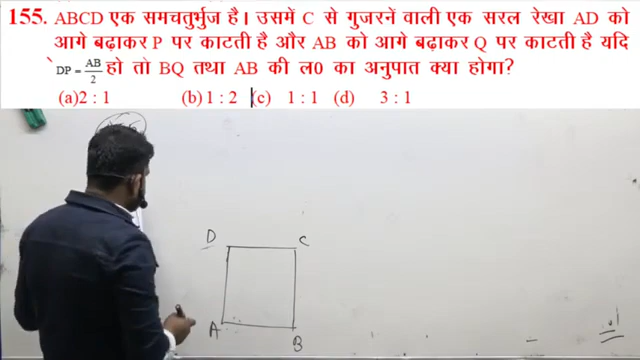 155. ABCD एक समचतुर्भुज है। उसमें C से गुजरनें वाली एक सरल रेखा AD को
आगे बढ़ाकर P पर काटती है और AB को आगे बढ़ाकर Q पर काटती है यदि
DP = AB/2 हो तो BQ तथा AB की ल0 का अनुपात क्या होगा?
(a)2 : 1 (b) 1 : 2 (c) 1 : 1 (d) 3 : 1
D C
A B